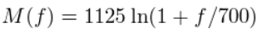 M(f) = 1125 ln(1 + f/700)